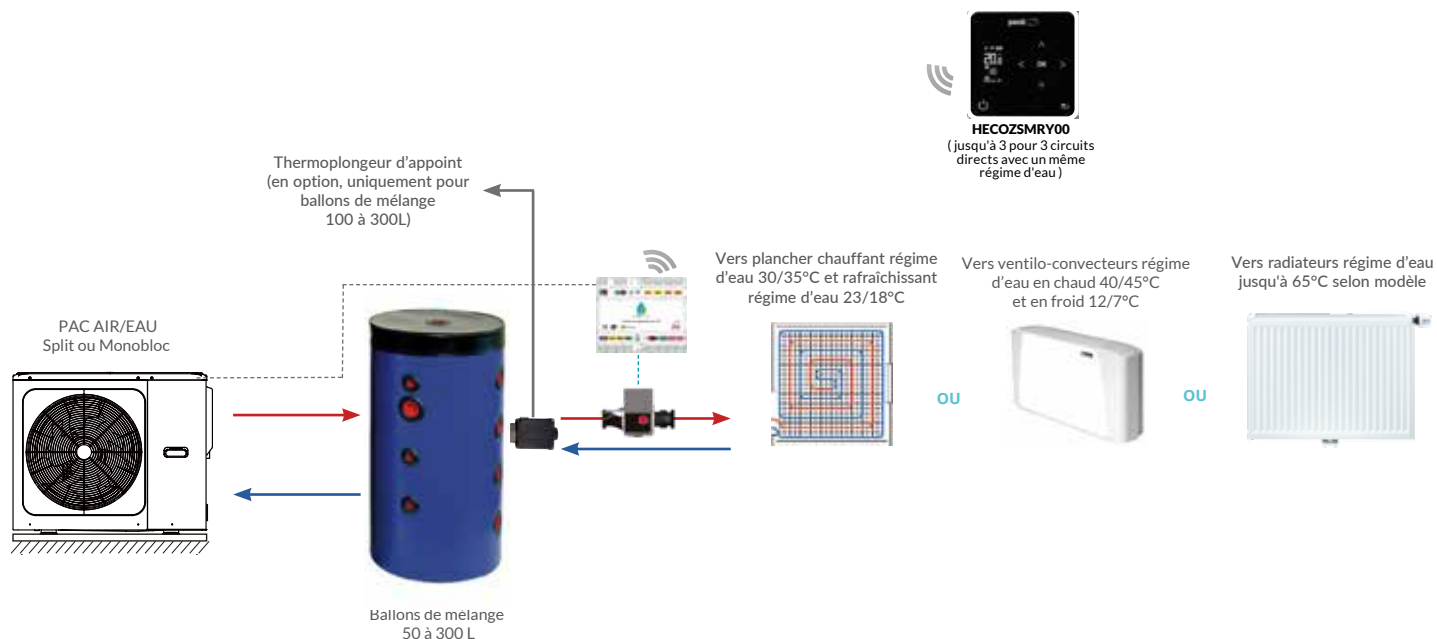 HECOZSMRY00
( jusqu'à 3 pour 3 circuits
directs avec un même
régime d'eau )
Thermoplongeur d'appoint
(en option, uniquement pour
ballons de mélange
100 à 300L)
Vers plancher chauffant régime
d'eau 30/35°C et rafraîchissant
régime d'eau 23/18°C
Vers ventilo-convecteurs régime
d'eau en chaud 40/45°C
et en froid 12/7°C
Vers radiateurs régime d'eau
jusqu'à 65°C selon modèle
PAC AIR/EAU
Split ou Monobloc
OU
OU
Ballons de mélange
50 à 300 L